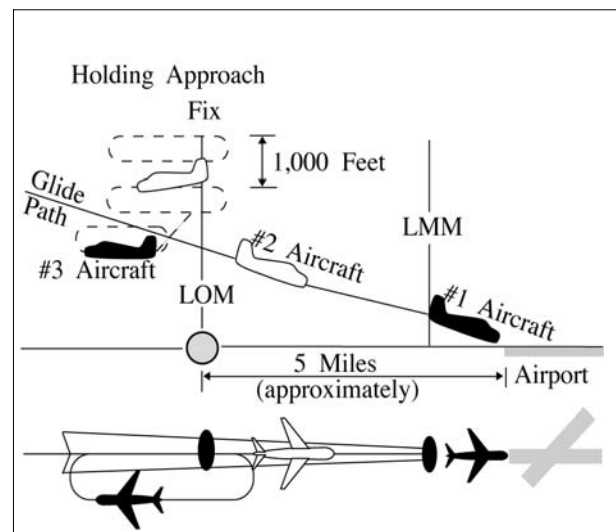 Holding Approach
Fix
1,000 Feet
Glide
Path
LMM
#2 Aircraft
#3 Aircraft
LOM
#1 Aircraft
5 Miles
(approximately)
Airport